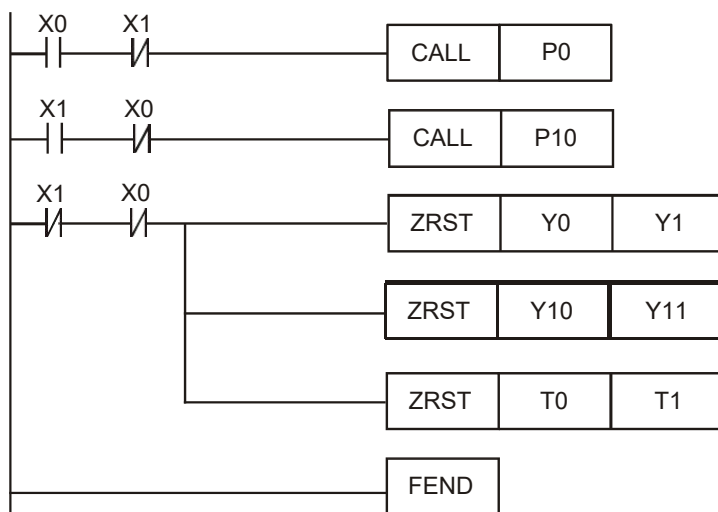 X0 X1
CALL P0
X1 X0
CALL P10
X1 X0
ZRST Y0 Y1
ZRST Y10 Y11
ZRST T0 T1
FEND